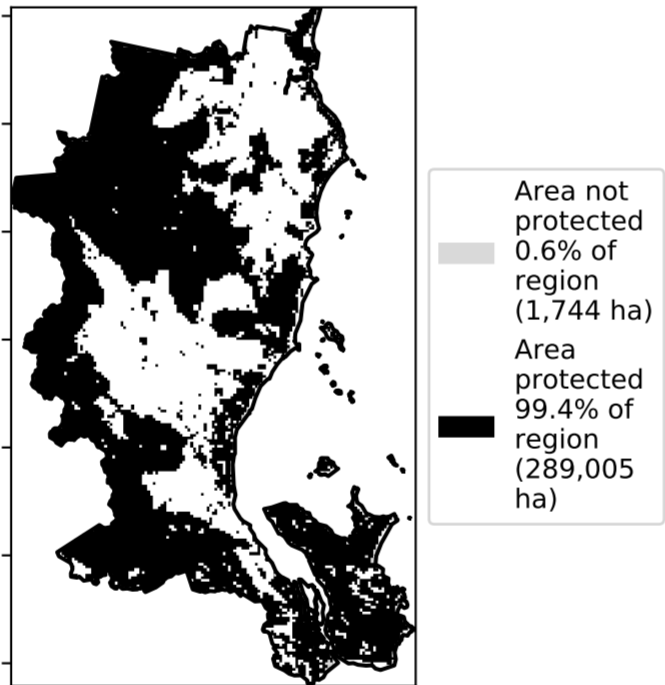 Area not
protected
0.6% of
region
(1,744 ha)
Area
protected
99.4% of
region
(289,005
ha)